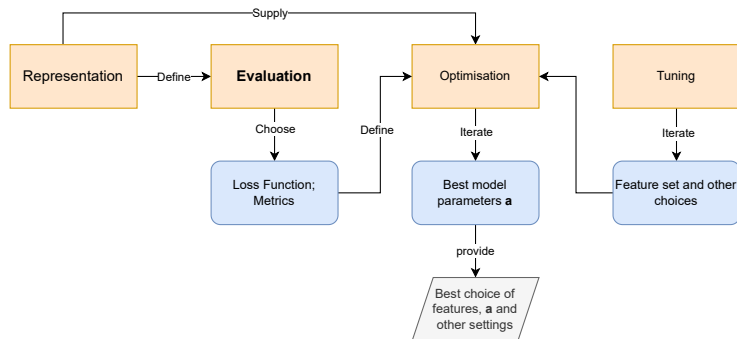 Supply
Representation
Define
Evaluation
Optimisation
Tuning
Choose
Define
Iterate
Iterate
Loss Function;
Metrics
Best model
parameters a
Feature set and other
choices
provide
Best choice of
features, a and
other settings